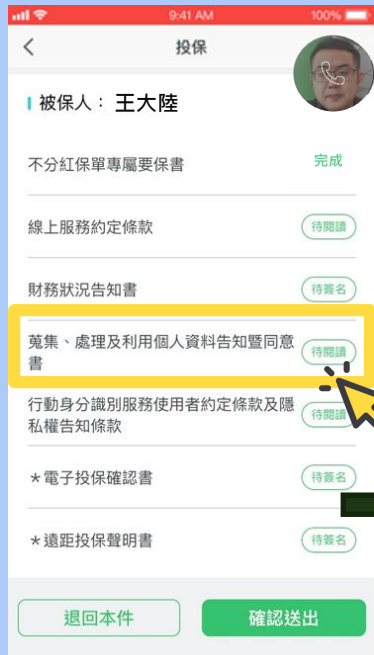 9:41 AM
100%
投保
被保人： 王大陸
不分紅保單專屬要保書
完成
線上服務約定條款
待閱讀
財務狀況告知書
待簽名
蒐集、處理及利用個人資料告知暨同意
書
待閱讀
行動身分識別服務使用者約定條款及隱
私權告知條款
待閱讀
＊電子投保確認書
待簽名
＊遠距投保聲明書
待簽名
退回本件
確認送出